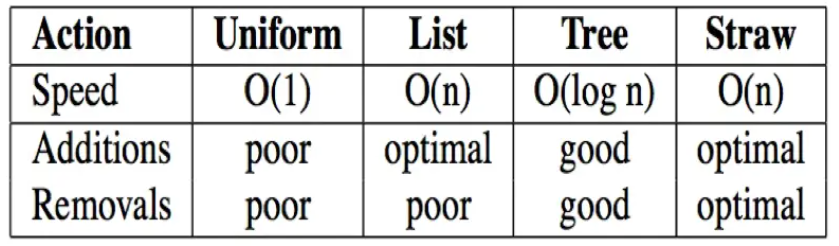 Action Uniform List Tree Straw
Speed O(1) O(n) O(log n) O(n)
Additions poor optimal good optimal
Removals poor poor good optimal